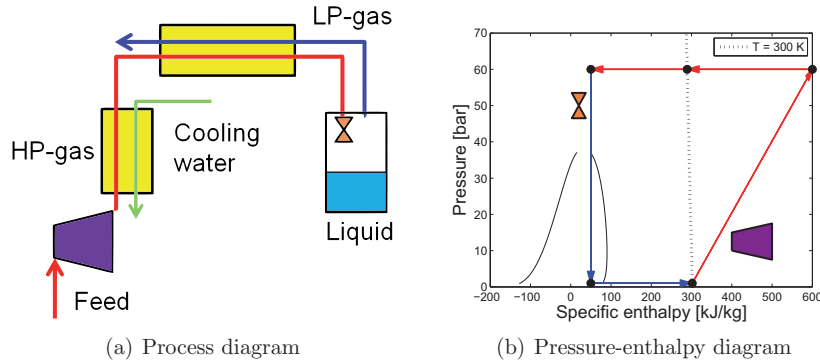 LP-gas
HP-gas
Cooling
water
Liquid
Feed
(a) Process diagram
70
60
50
40
30
20
10
0
Pressure [bar]
T = 300 K
−200 −100 0 100 200 300 400 500 600
Specific enthalpy [kJ/kg]
(b) Pressure-enthalpy diagram